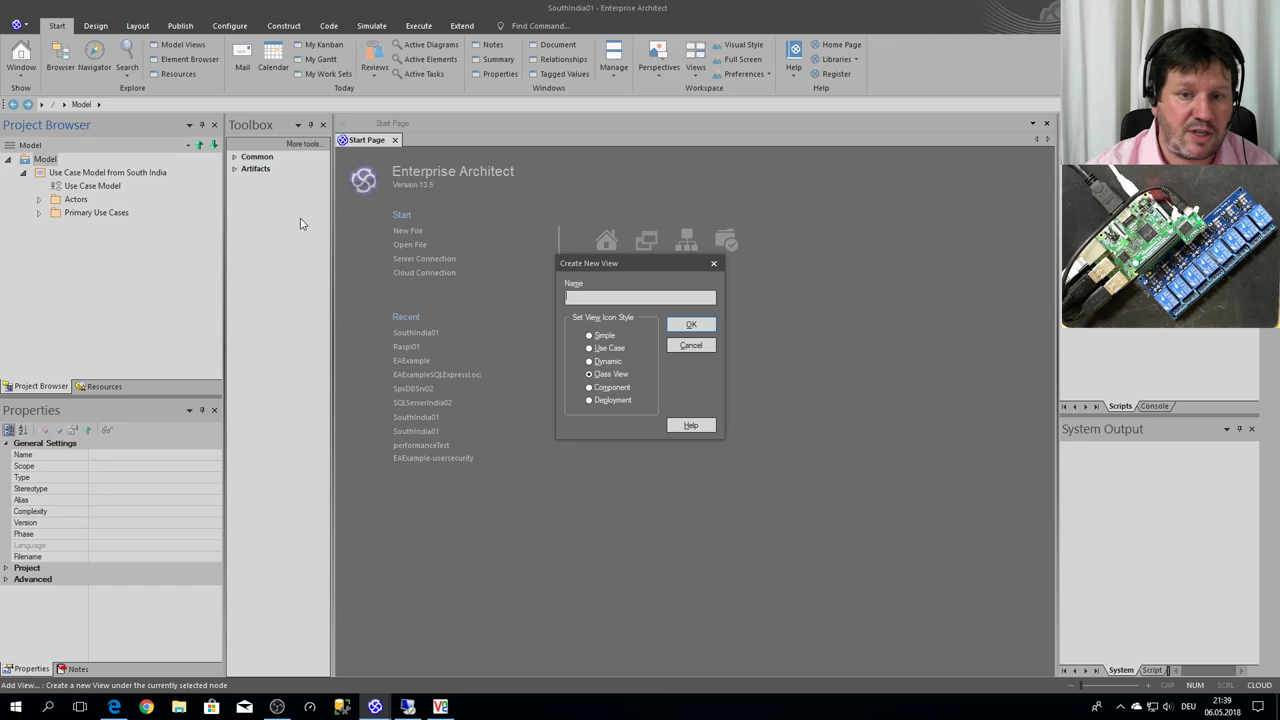 SouthIndia01 - Enterprise Architect
Start
Design
Layout
Publish
Configure
Construct
Code
Simulate
Execute
Extend
Find Command...
Window
Browser
Navigator
Search
Model Views
Element Browser
Resources
Mail
Calendar
My Kanban
My Gantt
My Work Sets
Reviews
Active Diagrams
Active Elements
Active Tasks
Notes
Summary
Properties
Document
Relationships
Tagged Values
Manage
Perspectives
Views
Visual Style
Full Screen
Preferences
Help
Home Page
Libraries
Register
Show
Explore
Today
Windows
Workspace
Help
/ Model
Project Browser
Model
Model
Use Case Model from South India
Use Case Model
Actors
Primary Use Cases
Project Browser
Resources
Toolbox
More tools...
Common
Artifacts
Start Page
Start Page
Enterprise Architect
Version 13.5
Start
New File
Open File
Server Connection
Cloud Connection
Recent
SouthIndia01
Raspi01
EAExample
EAExampleSQLExpressLoc
SpxDBSrv02
SQLServerIndia02
Southindia01
Southindia01
performanceTest
EAExample-usersecurity
Create New View
Name
Set View Icon Style
Simple
Use Case
Dynamic
Class View
Component
Deployment
OK
Cancel
Help
Properties
General Settings
Name
Scope
Type
Stereotype
Alias
Complexity
Version
Phase
Language
Filename
Project
Advanced
Properties
Notes
Scripts
Console
System Output
System
Script
Add View... : Create a new View under the currently selected node
CAP
NUM
SCRL
CLOUD
DEU
21:39
06.05.2018